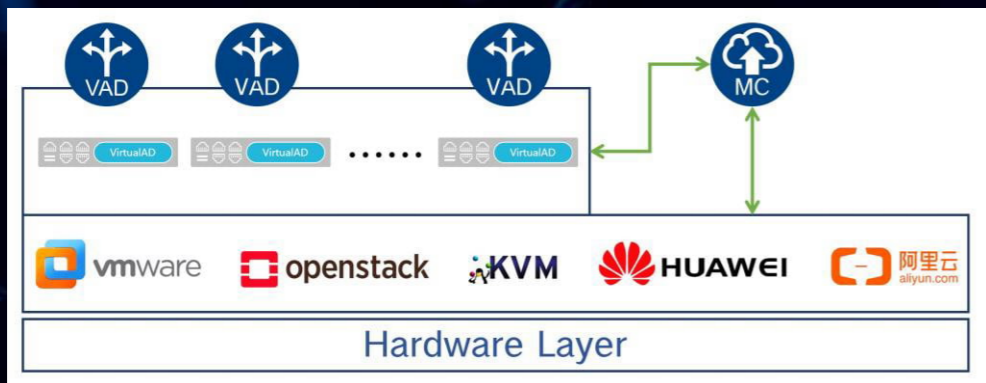 VAD
VAD
VAD
MC
VirtualAD
VirtualAD
......
VirtualAD
vmware
openstack
KVM
HUAWEI
阿里云
aliyun.com
Hardware Layer